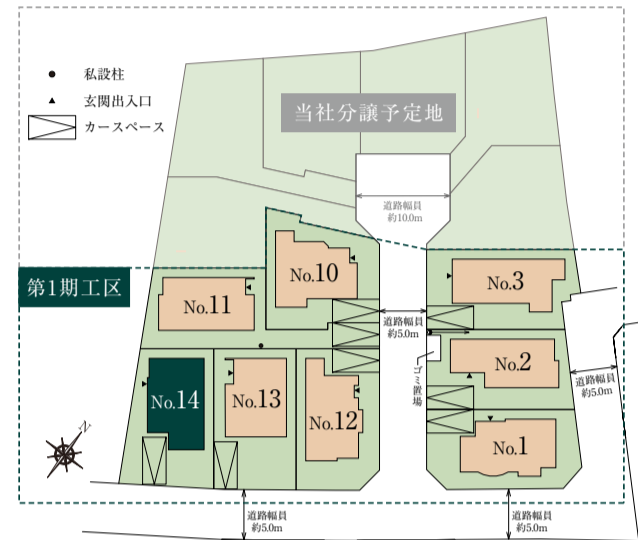 私設柱
玄関出入口
カースペース
当社分譲予定地
道路幅員
約10.0m
第1期工区
No.10
No.11
No.3
道路幅員
約5.0m
No.2
ゴミ置場
道路幅員
約5.0m
No.14
No.13
No.12
No.1
N
道路幅員
約5.0m
道路幅員
約5.0m